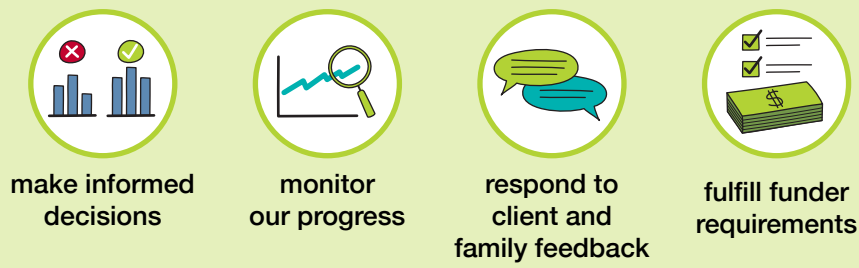 $
make informed
decisions
monitor
our progress
respond to
client and
family feedback
fulfill funder
requirements